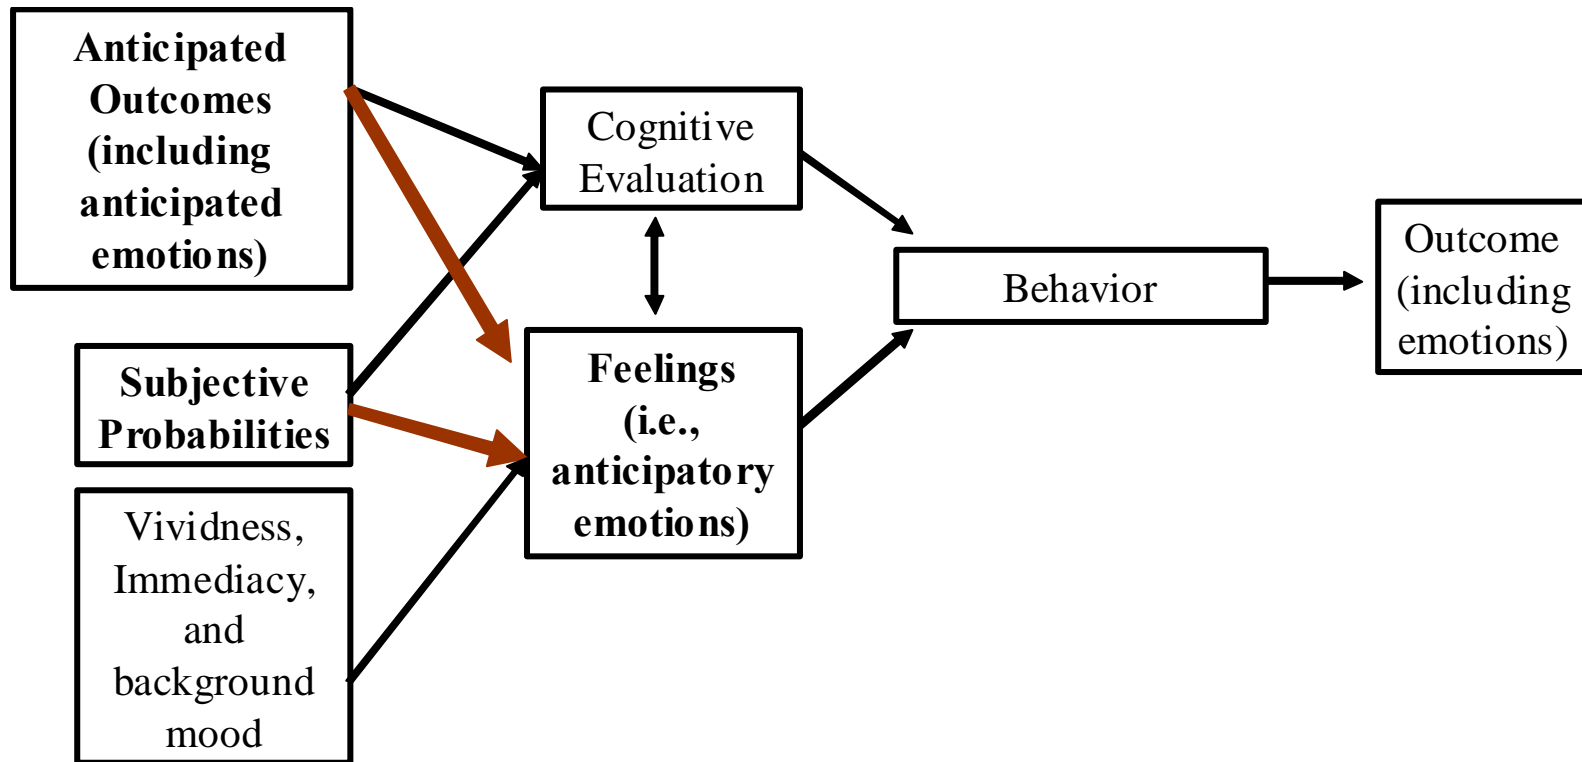 Anticipated
Outcomes
(including
anticipated
emotions)
Cognitive
Evaluation
Subjective
Probabilities
Feelings
(i.e.,
anticipatory
emotions)
Vividness,
Immediacy,
and
background
mood
Behavior
Outcome
(including
emotions)